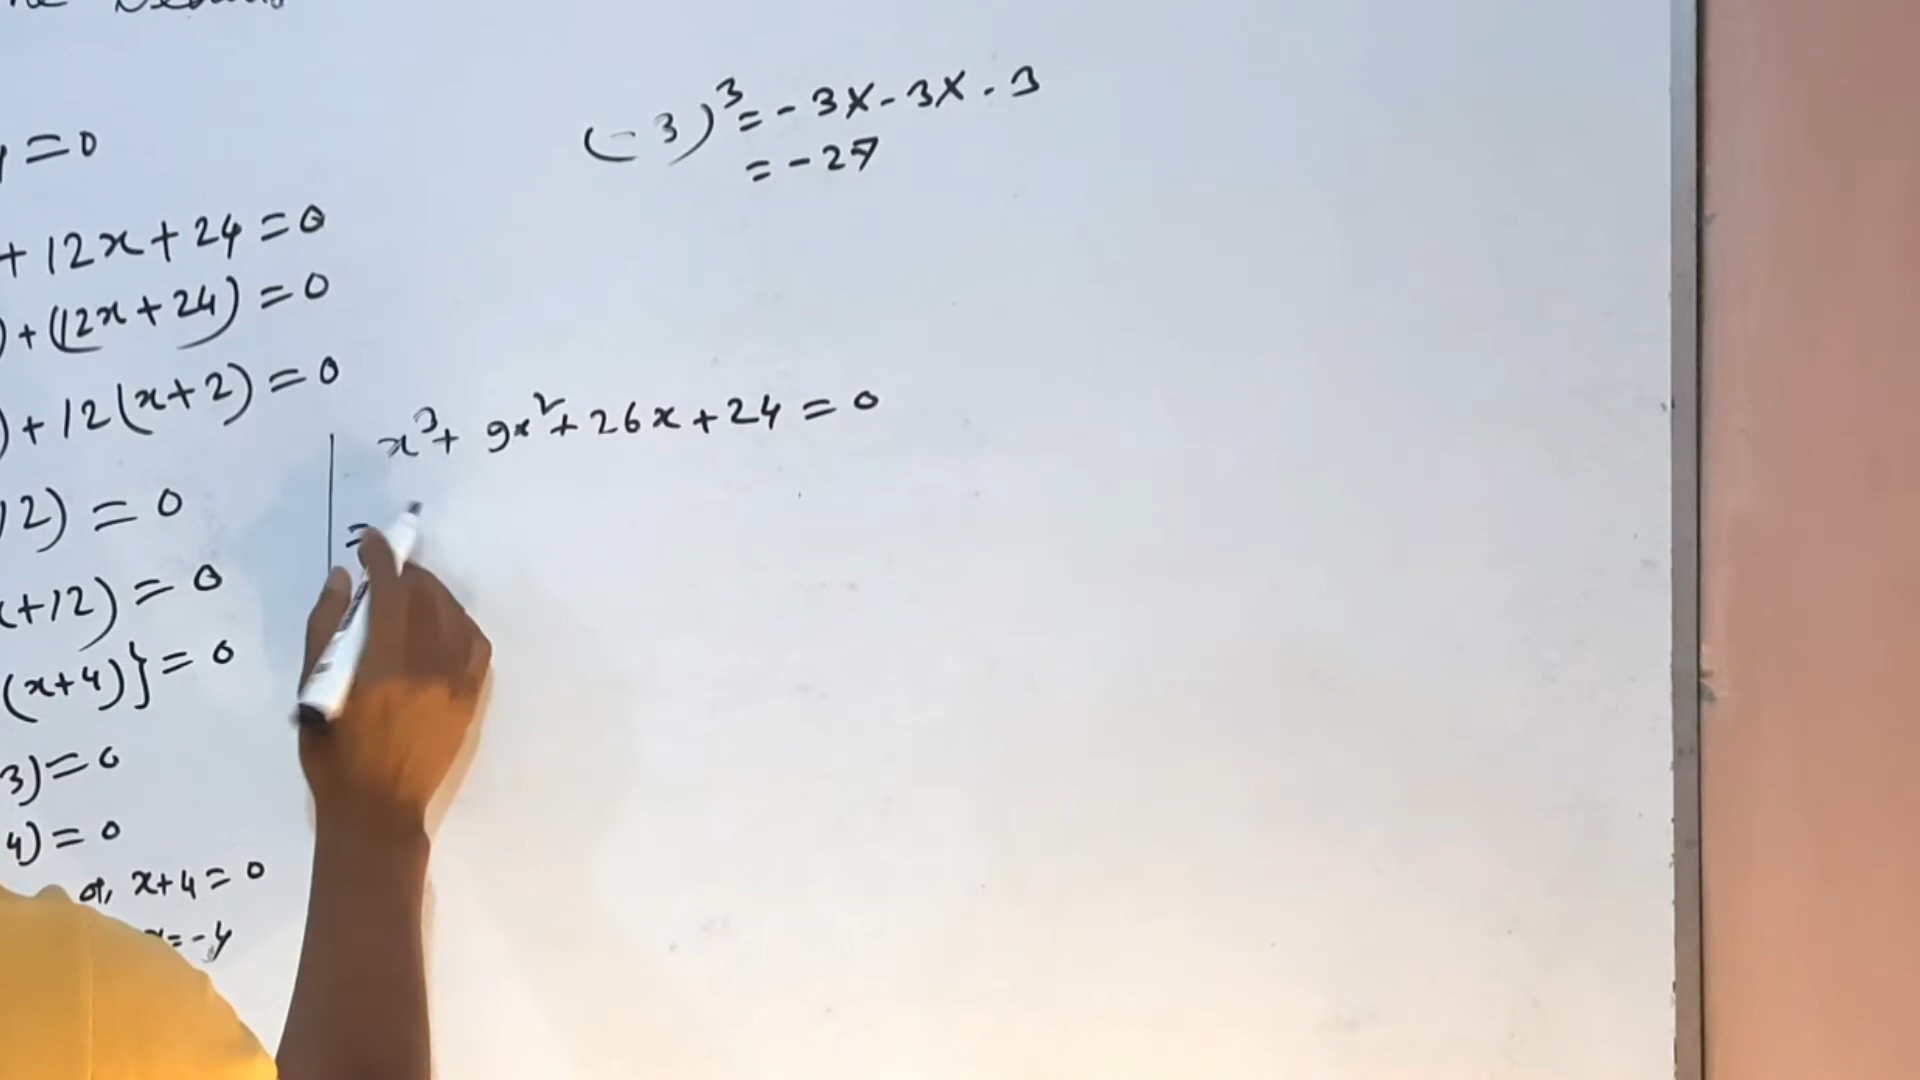 =0
+ 12x + 24 = 0
) + (12x + 24) = 0
) + 12(x+2) = 0
12) = 0
x+12) = 0
(x+4)} = 0
3) = 0
4) = 0
or, x+4 = 0
x = -4
(-3)³ = -3X-3X-3
= -27
x³ + 9x² + 26x + 24 = 0
=